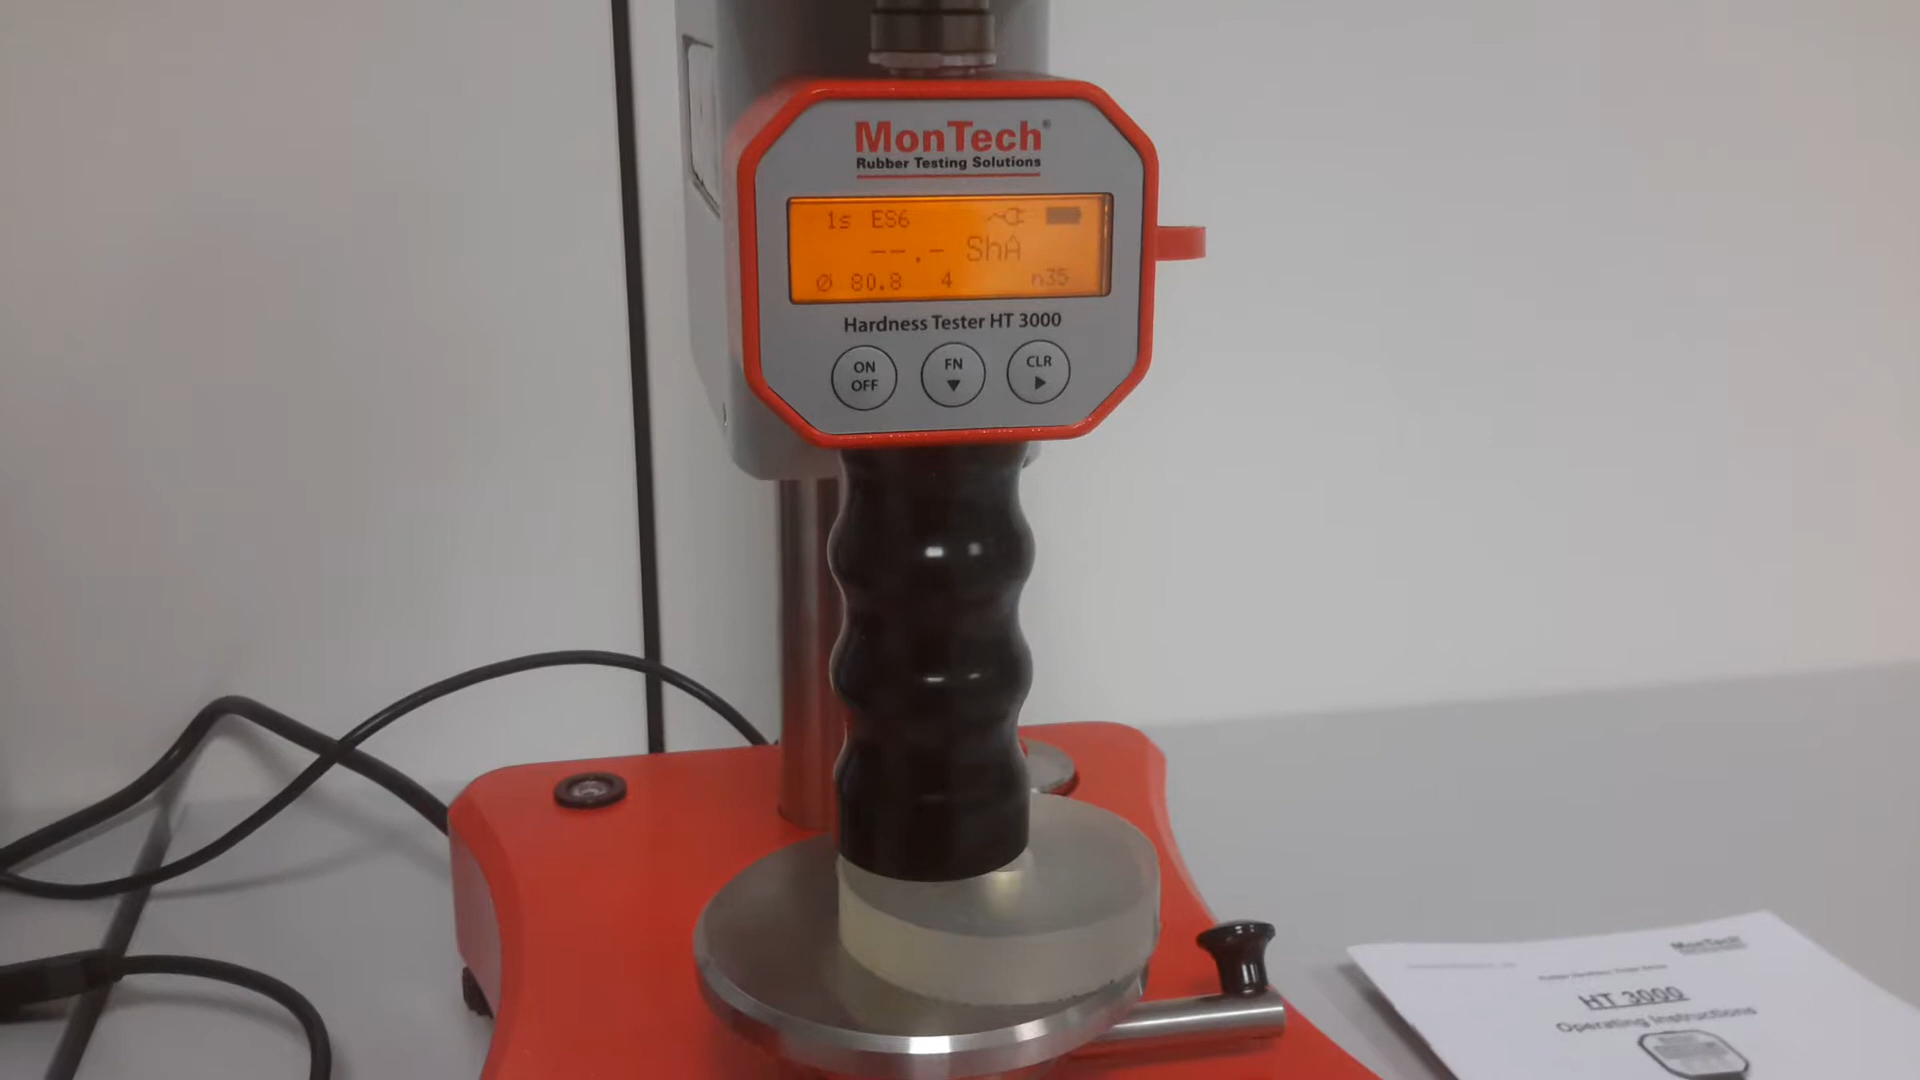 MonTech®
Rubber Testing Solutions
1s ES6
--.- ShA
Ø 80.8 4 n35
Hardness Tester HT 3000
ON OFF
FN
CLR
MonTech
HT 3000
Operating Instructions